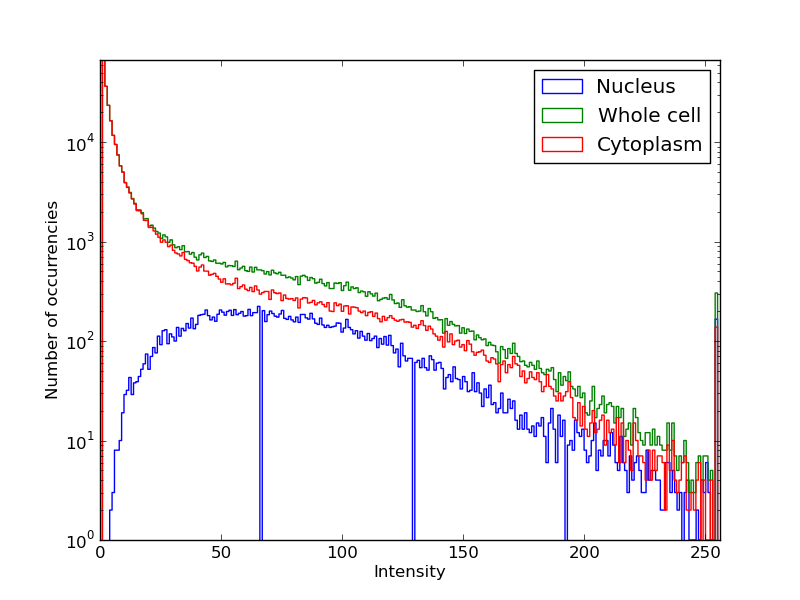 Nucleus
Whole cell
Cytoplasm
Number of occurrencies
10^4
10^3
10^2
10^1
10^0
0 50 100 150 200 250
Intensity